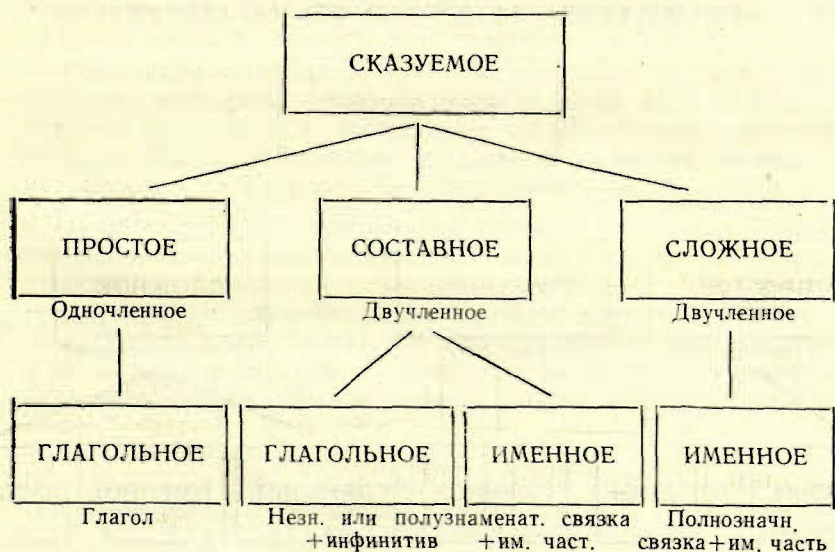 СКАЗУЕМОЕ
ПРОСТОЕ СОСТАВНОЕ СЛОЖНОЕ
Одночленное Двучленное Двучленное
ГЛАГОЛЬНОЕ ГЛАГОЛЬНОЕ ИМЕННОЕ ИМЕННОЕ
Глагол Незн. или полузнаменат. связка Полнозначн.
+инфинитив +им. част. связка+им. часть